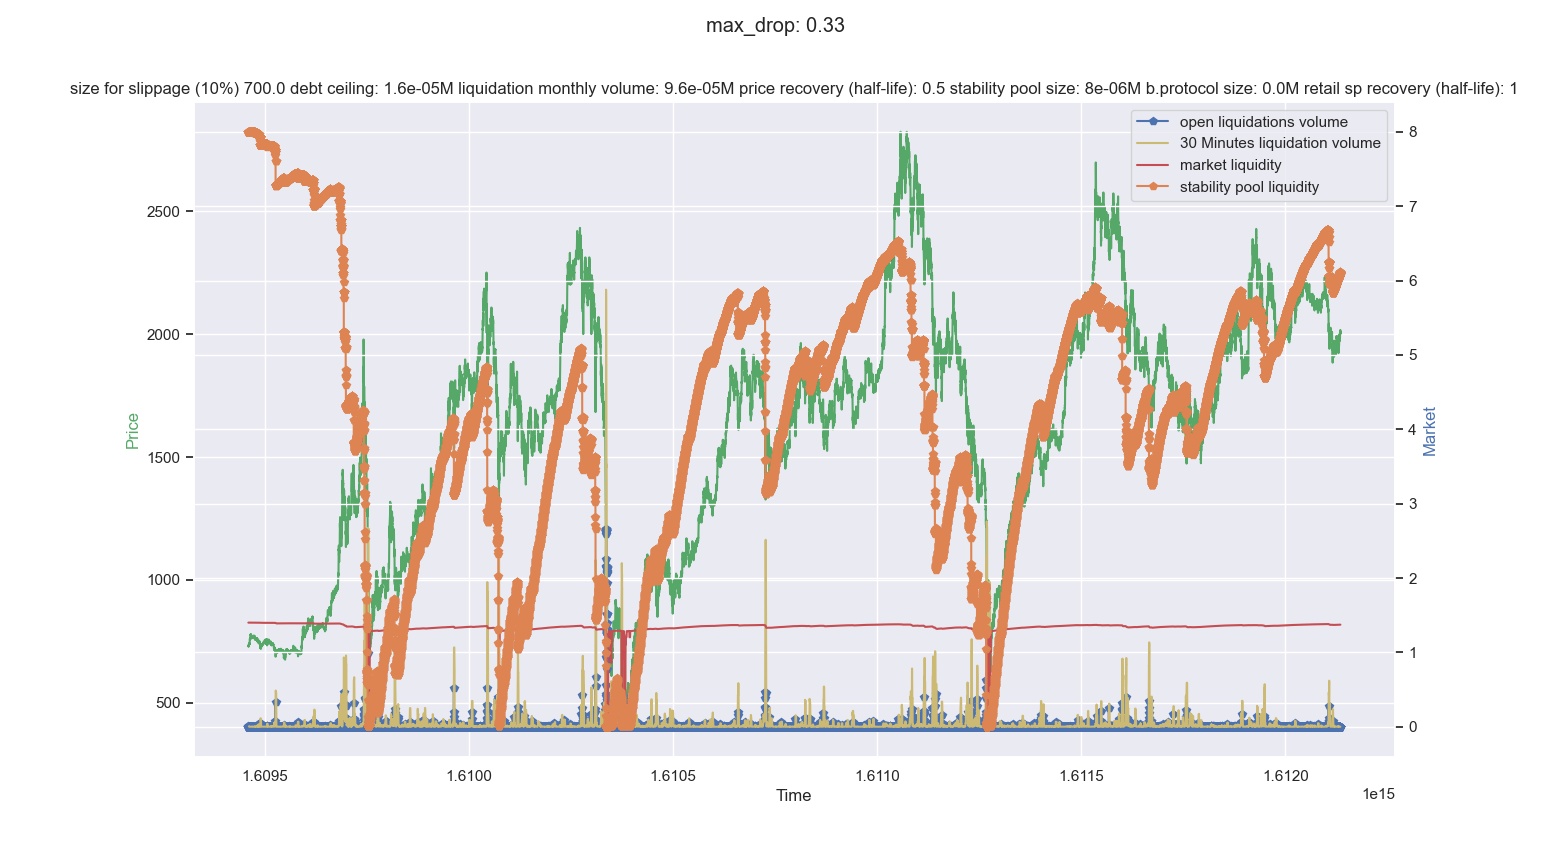 max_drop: 0.33
size for slippage (10%) 700.0 debt ceiling: 1.6e-05M liquidation monthly volume: 9.6e-05M price recovery (half-life): 0.5 stability pool size: 8e-06M b.protocol size: 0.0M retail sp recovery (half-life): 1
open liquidations volume
30 Minutes liquidation volume
market liquidity
stability pool liquidity
8
7
6
5
4
3
2
1
0
Market
2500
2000
1500
1000
500
Price
1.6095
1.6100
1.6105
1.6110
1.6115
1.6120
1e15
Time